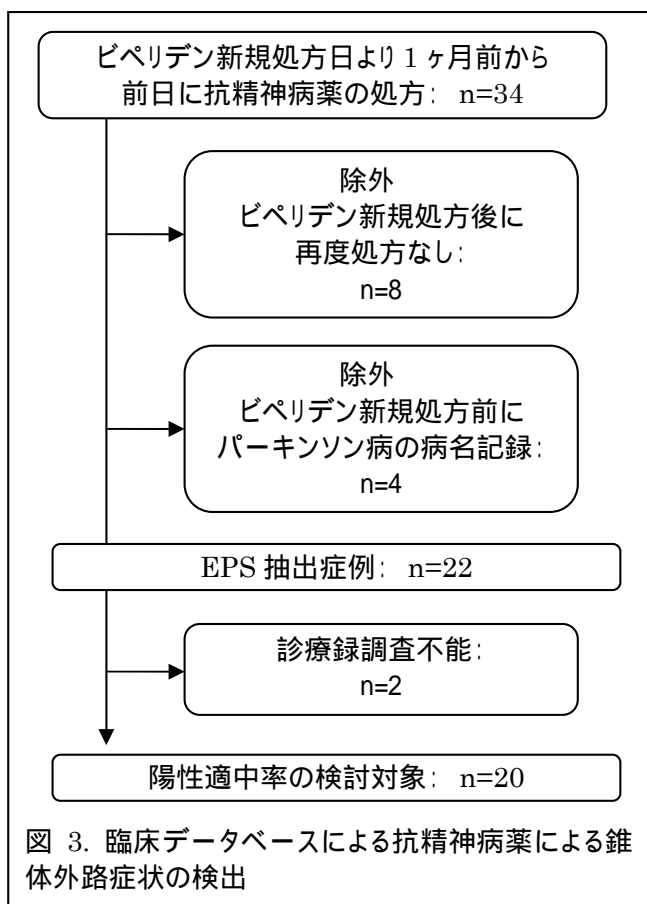 ビペリデン新規処方日より 1 ヶ月前から
前日に抗精神病薬の処方: n=34
除外
ビペリデン新規処方後に
再度処方なし:
n=8
除外
ビペリデン新規処方前に
パーキンソン病の病名記録:
n=4
EPS 抽出症例: n=22
診療録調査不能:
n=2
陽性適中率の検討対象: n=20
図 3. 臨床データベースによる抗精神病薬による錐
体外路症状の検出